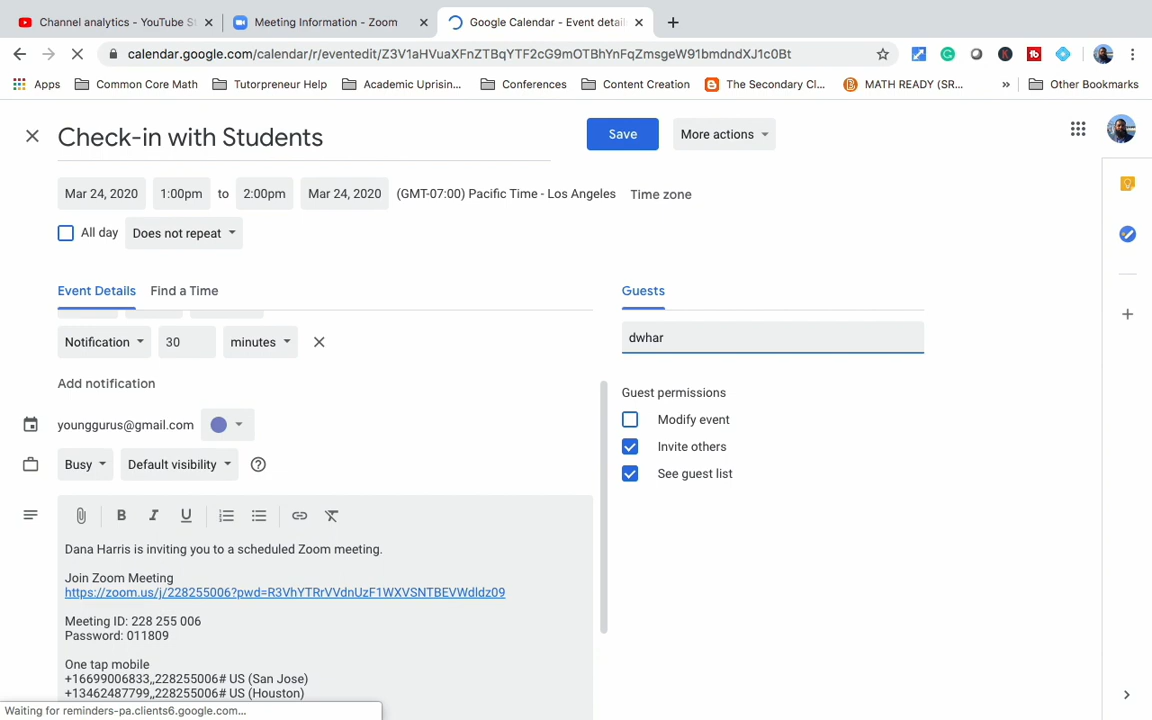 Channel analytics - YouTube St
Meeting Information - Zoom
Google Calendar - Event detail
calendar.google.com/calendar/r/eventedit/Z3V1aHVuaXFnZTBqYTF2cG9mOTBhYnFqZmsgeW91bmdndXJ1c0Bt
Apps
Common Core Math
Tutorpreneur Help
Academic Uprisin...
Conferences
Content Creation
The Secondary Cl...
MATH READY (SR...
»
Other Bookmarks
Check-in with Students
Save
More actions
Mar 24, 2020 1:00pm to 2:00pm Mar 24, 2020 (GMT-07:00) Pacific Time - Los Angeles Time zone
All day Does not repeat
Event Details Find a Time
Guests
Notification 30 minutes
dwhar
Add notification
Guest permissions
Modify event
Invite others
See guest list
younggurus@gmail.com
Busy Default visibility
B I U
Dana Harris is inviting you to a scheduled Zoom meeting.
Join Zoom Meeting
https://zoom.us/j/228255006?pwd=R3VhYTRrVVdnUzF1WXVSNTBEVWdldz09
Meeting ID: 228 255 006
Password: 011809
One tap mobile
+16699006833,,228255006# US (San Jose)
+13462487799,,228255006# US (Houston)
Waiting for reminders-pa.clients6.google.com...